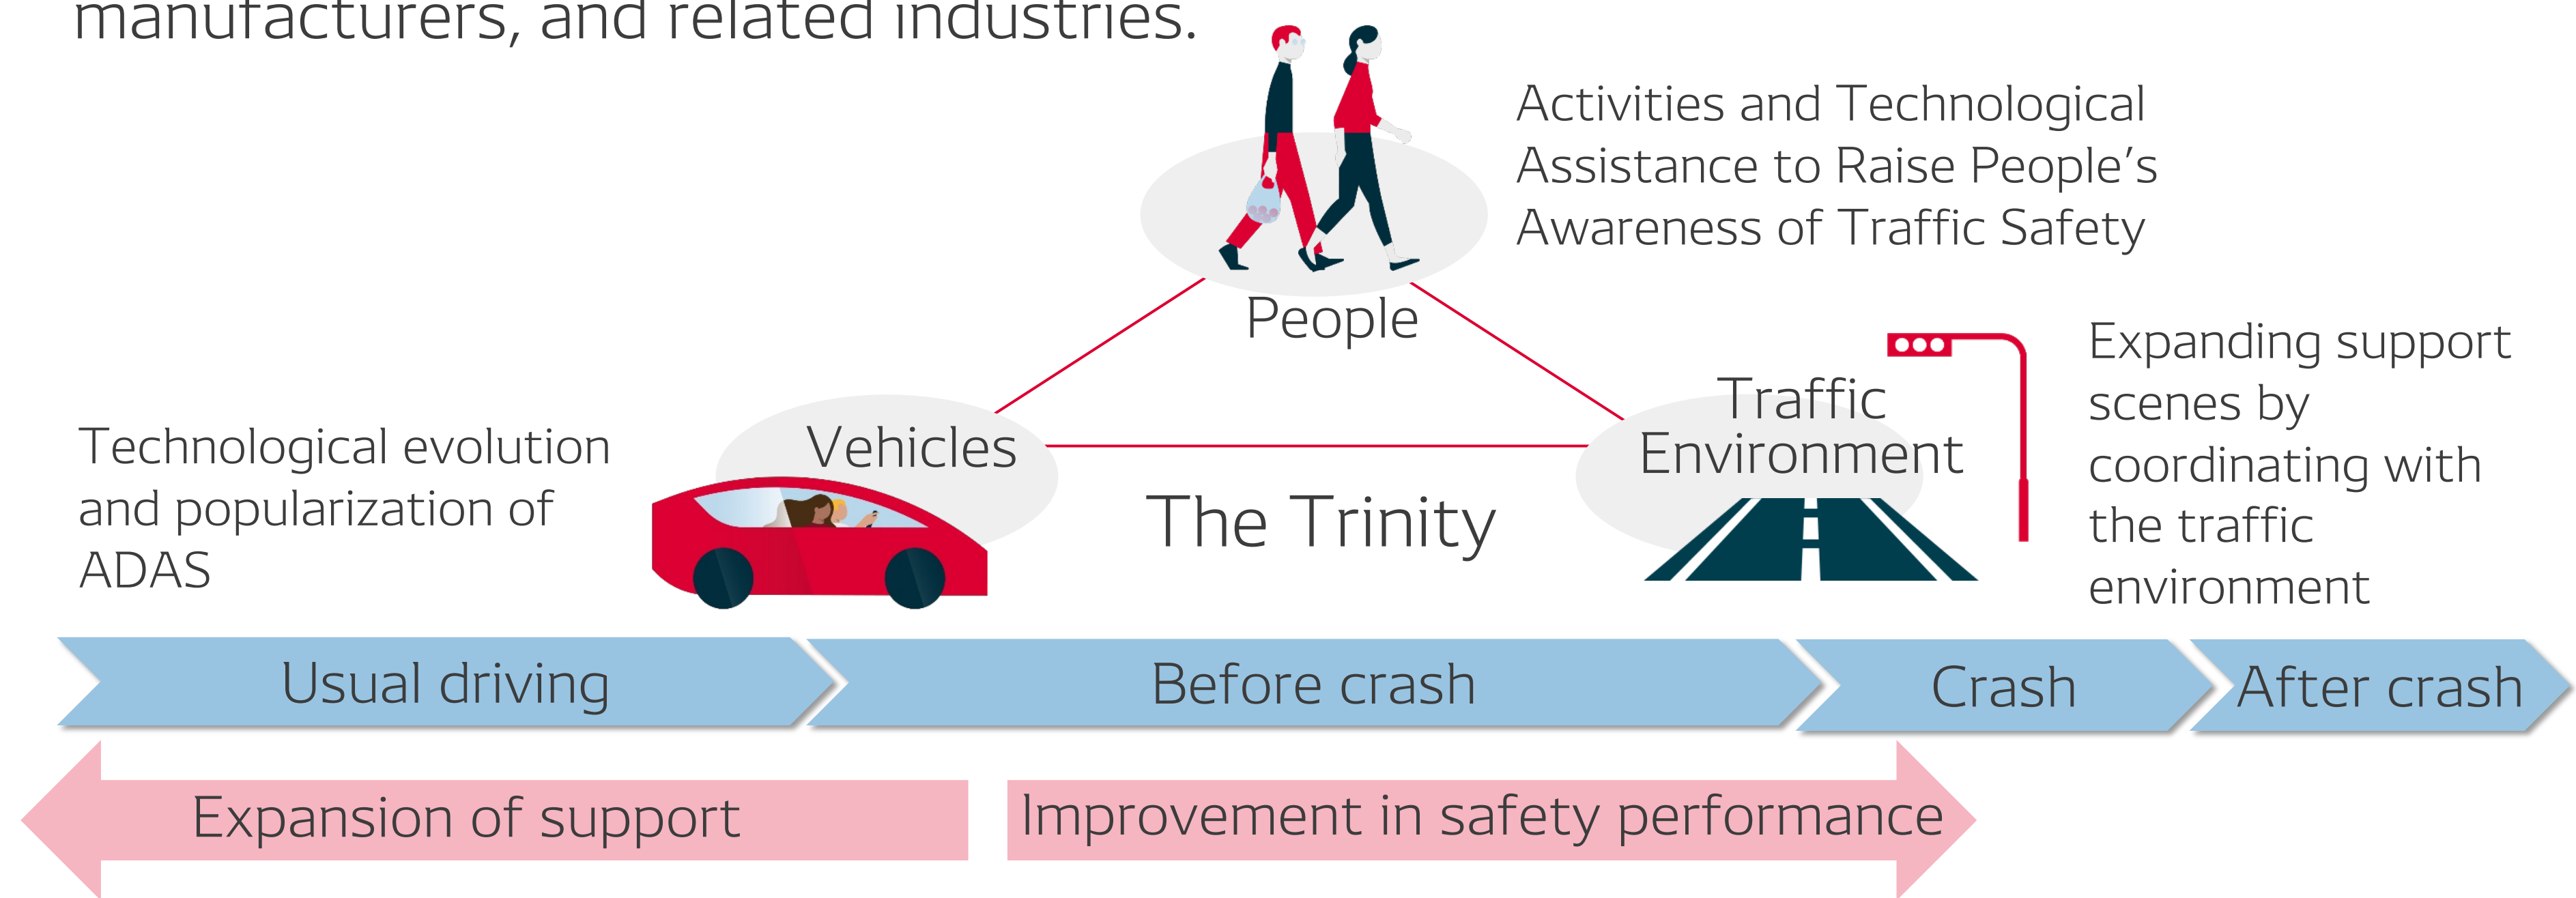 manufacturers, and related industries.
Activities and Technological
Assistance to Raise People’s
Awareness of Traffic Safety
People
Expanding support
scenes by
coordinating with
the traffic
environment
Traffic
Environment
Vehicles
Technological evolution
and popularization of
ADAS
The Trinity
Usual driving
Before crash
Crash
After crash
Expansion of support
Improvement in safety performance